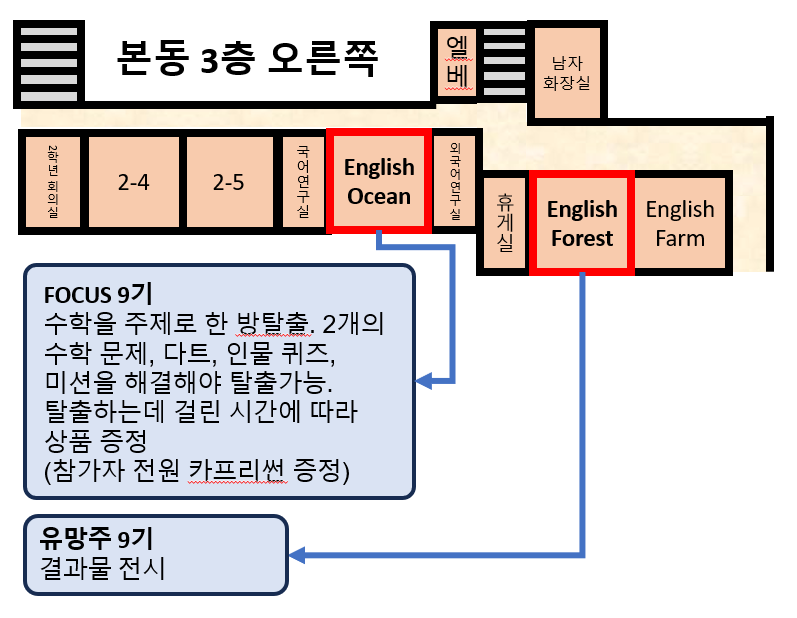 본동 3층 오른쪽
엘
베
남자
화장실
2학년 회의실
2-4
2-5
국어연구실
English
Ocean
외국어연구실
휴게실
English
Forest
English
Farm
FOCUS 9기
수학을 주제로 한 방탈출. 2개의
수학 문제, 다트, 인물 퀴즈,
미션을 해결해야 탈출가능.
탈출하는데 걸린 시간에 따라
상품 증정
(참가자 전원 카프리썬 증정)
유망주 9기
결과물 전시